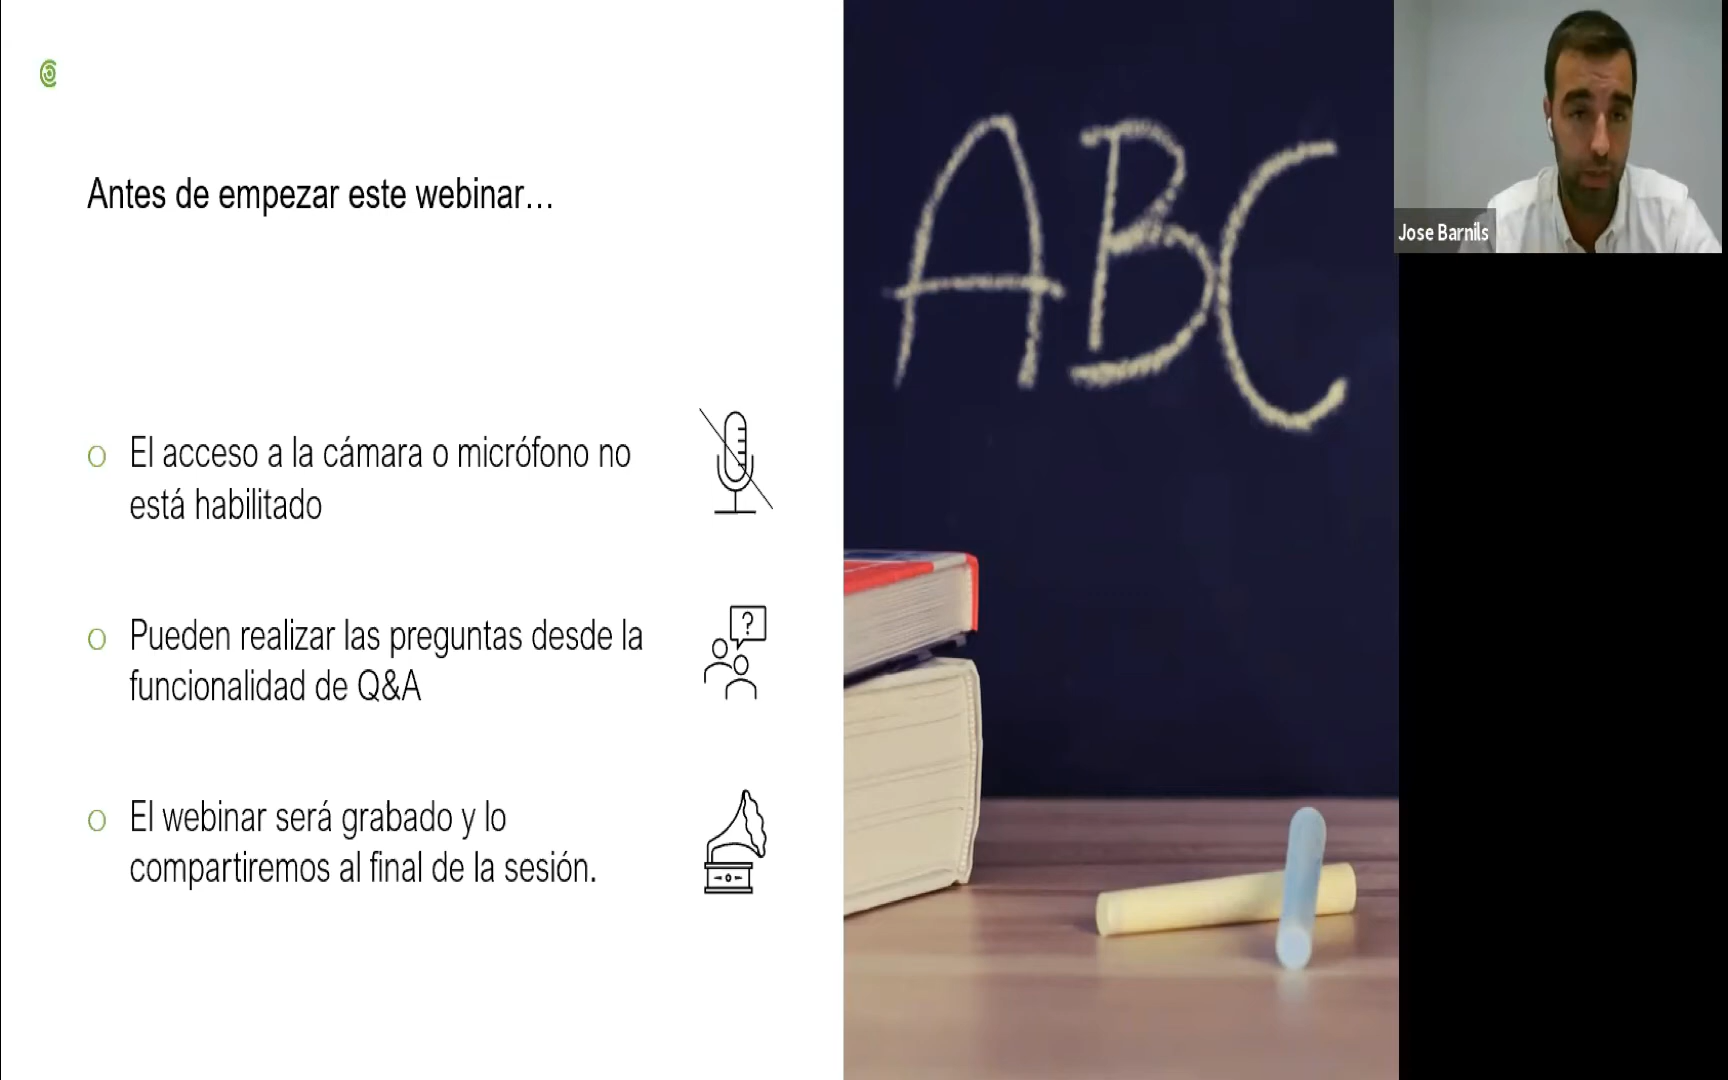 Antes de empezar este webinar...
El acceso a la cámara o micrófono no
está habilitado
?
Pueden realizar las preguntas desde la
funcionalidad de Q&A
El webinar será grabado y lo
compartiremos al final de la sesión.
ABC
Jose Barnils